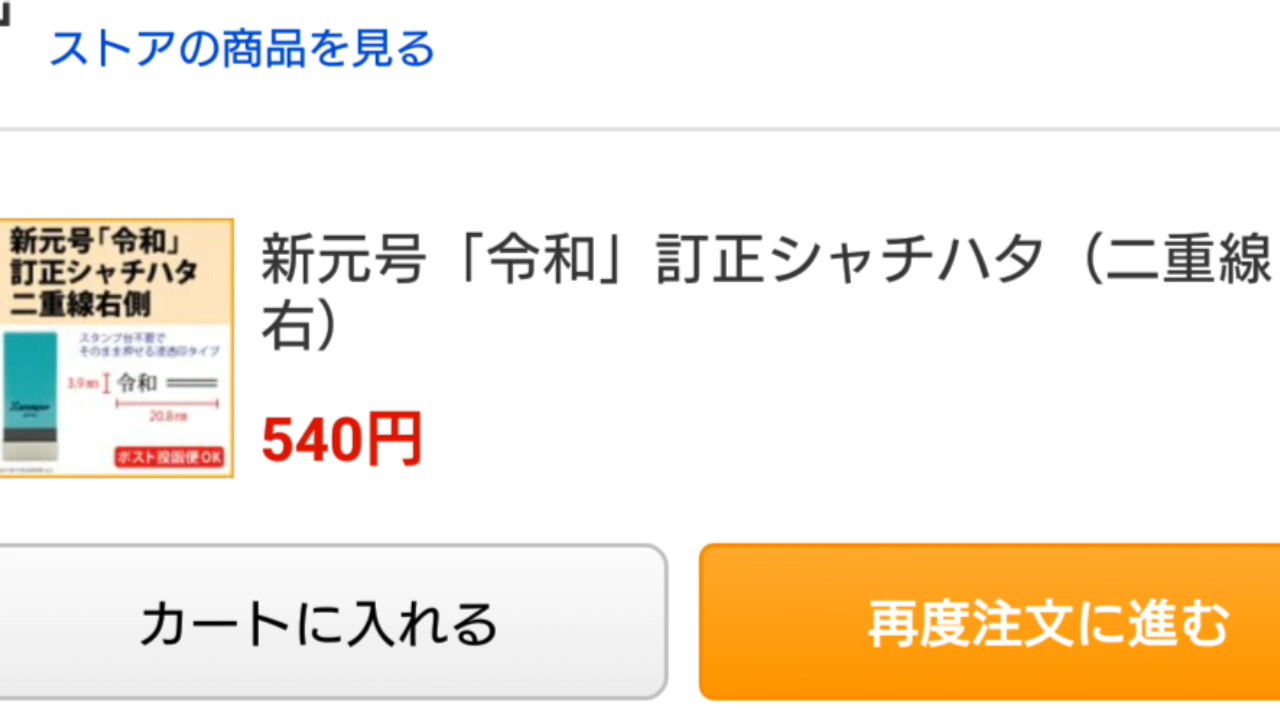 ストアの商品を見る
新元号「令和」
訂正シャチハタ
二重線右側
スタンプ台不要で
そのまま押せる浸透印タイプ
3.9mm
令和
20.8mm
ポスト投函便OK
新元号「令和」訂正シャチハタ（二重線
右）
540円
カートに入れる
再度注文に進む